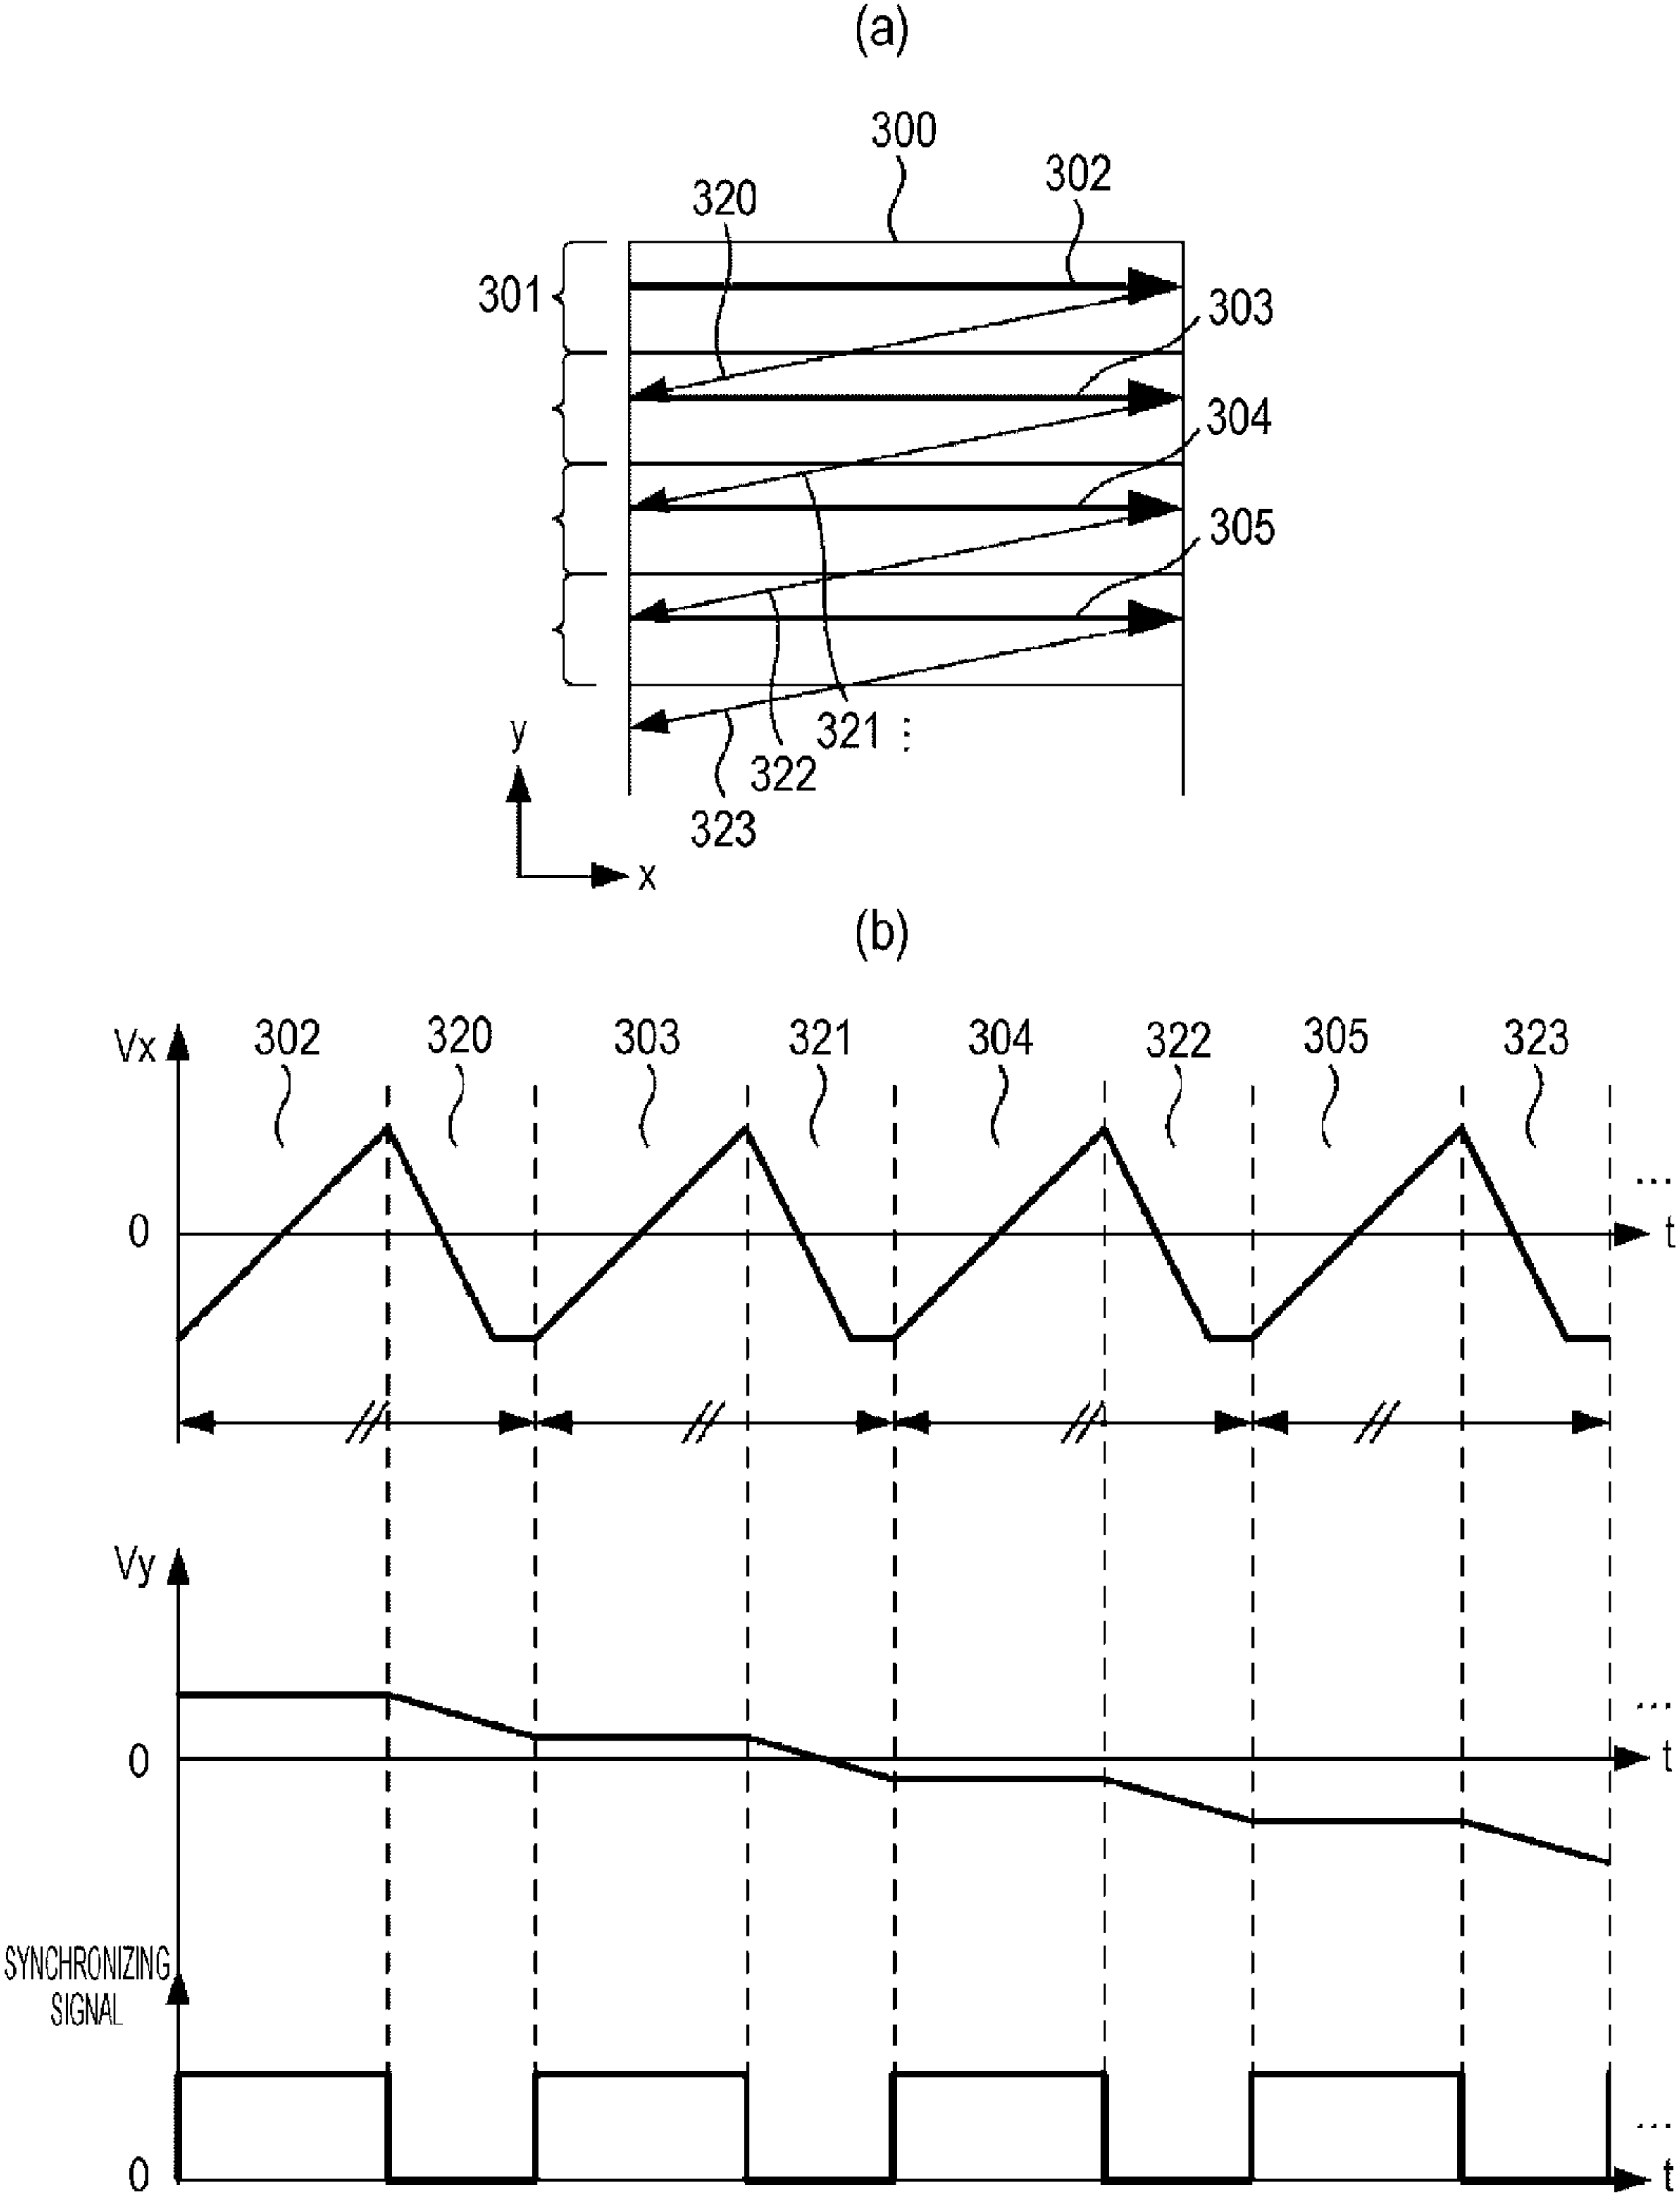 (a)
300
302
320
301
303
304
305
321 ...
322
323
y
x
(b)
Vx 302 320 303 321 304 322 305 323
...
0 t
Vy
...
0 t
SYNCHRONIZING
SIGNAL
...
0 t